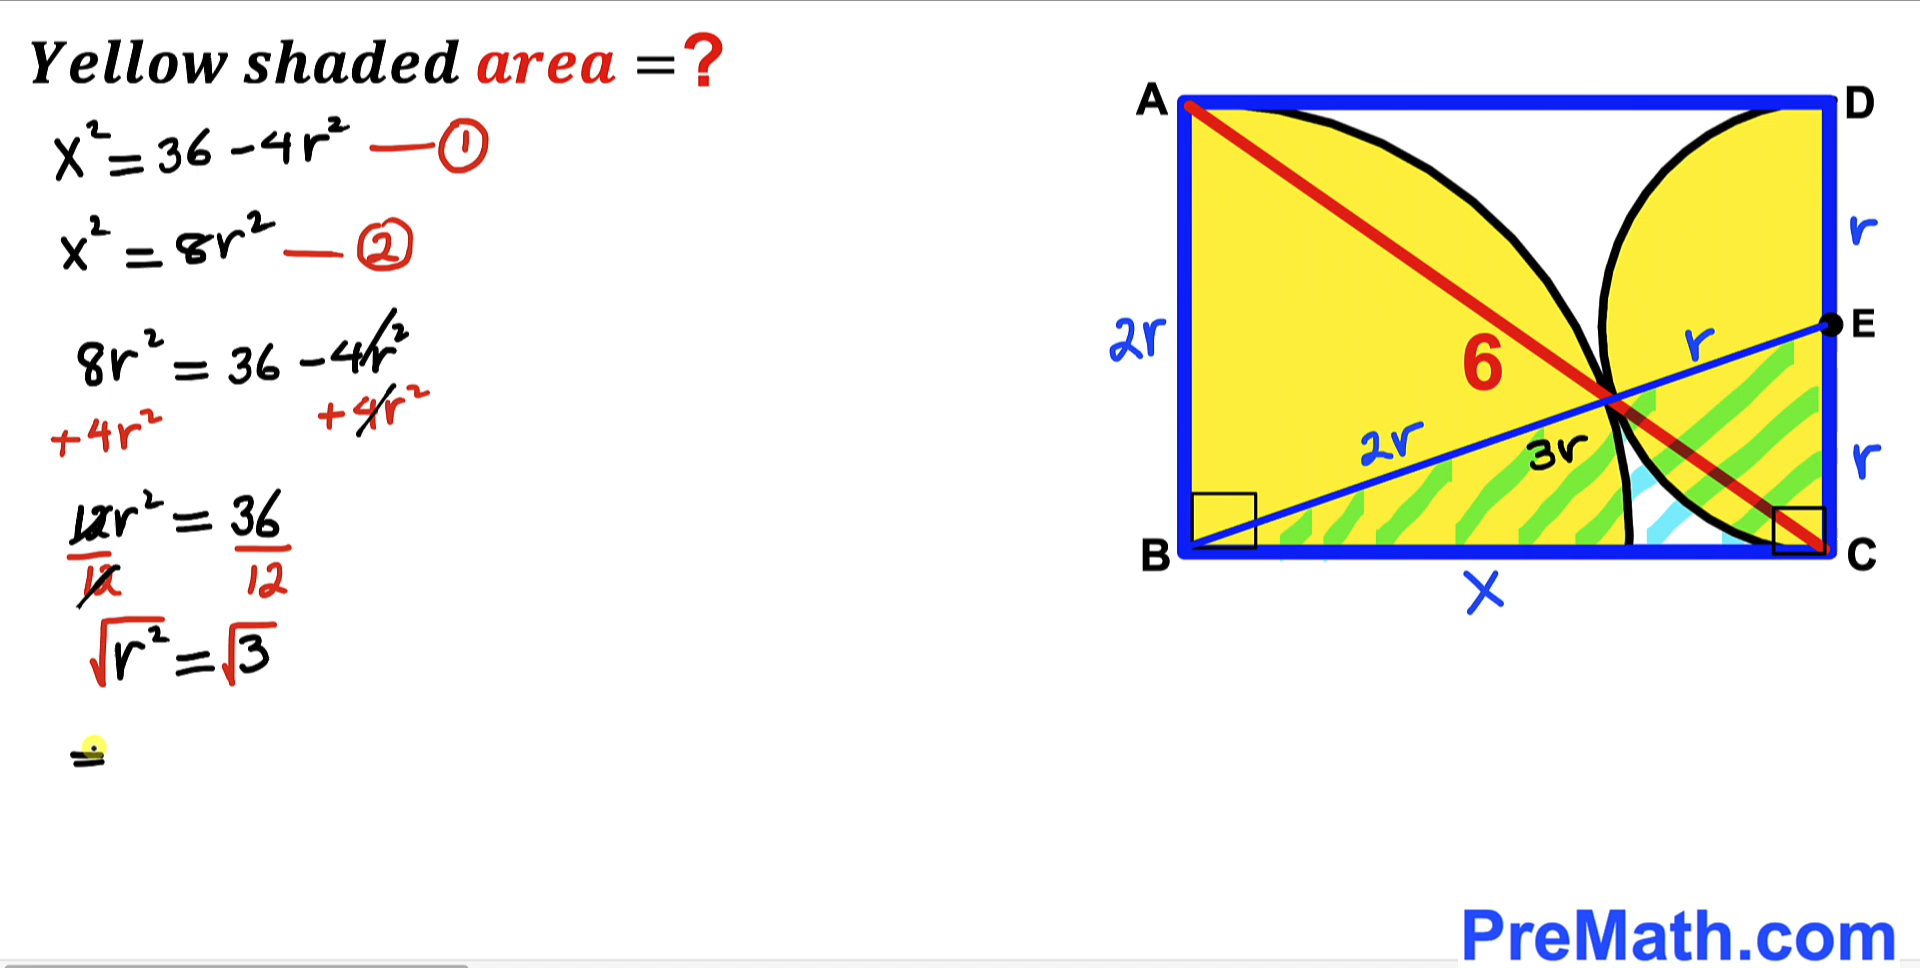 Yellow shaded area = ?
x² = 36 - 4r² — ①
x² = 8r² — ②
8r² = 36 - 4r²
+4r² +4r²
12r² = 36
12 12
√r² = √3
=
A
D
r
2r
E
6
r
2r
3r
r
B
C
x
PreMath.com